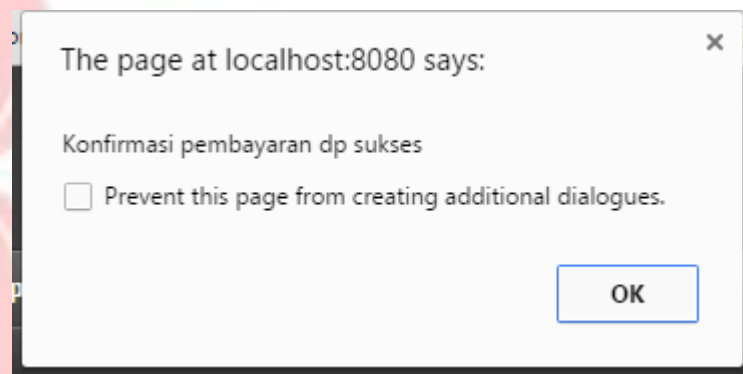 The page at localhost:8080 says:
Konfirmasi pembayaran dp sukses
Prevent this page from creating additional dialogues.
OK